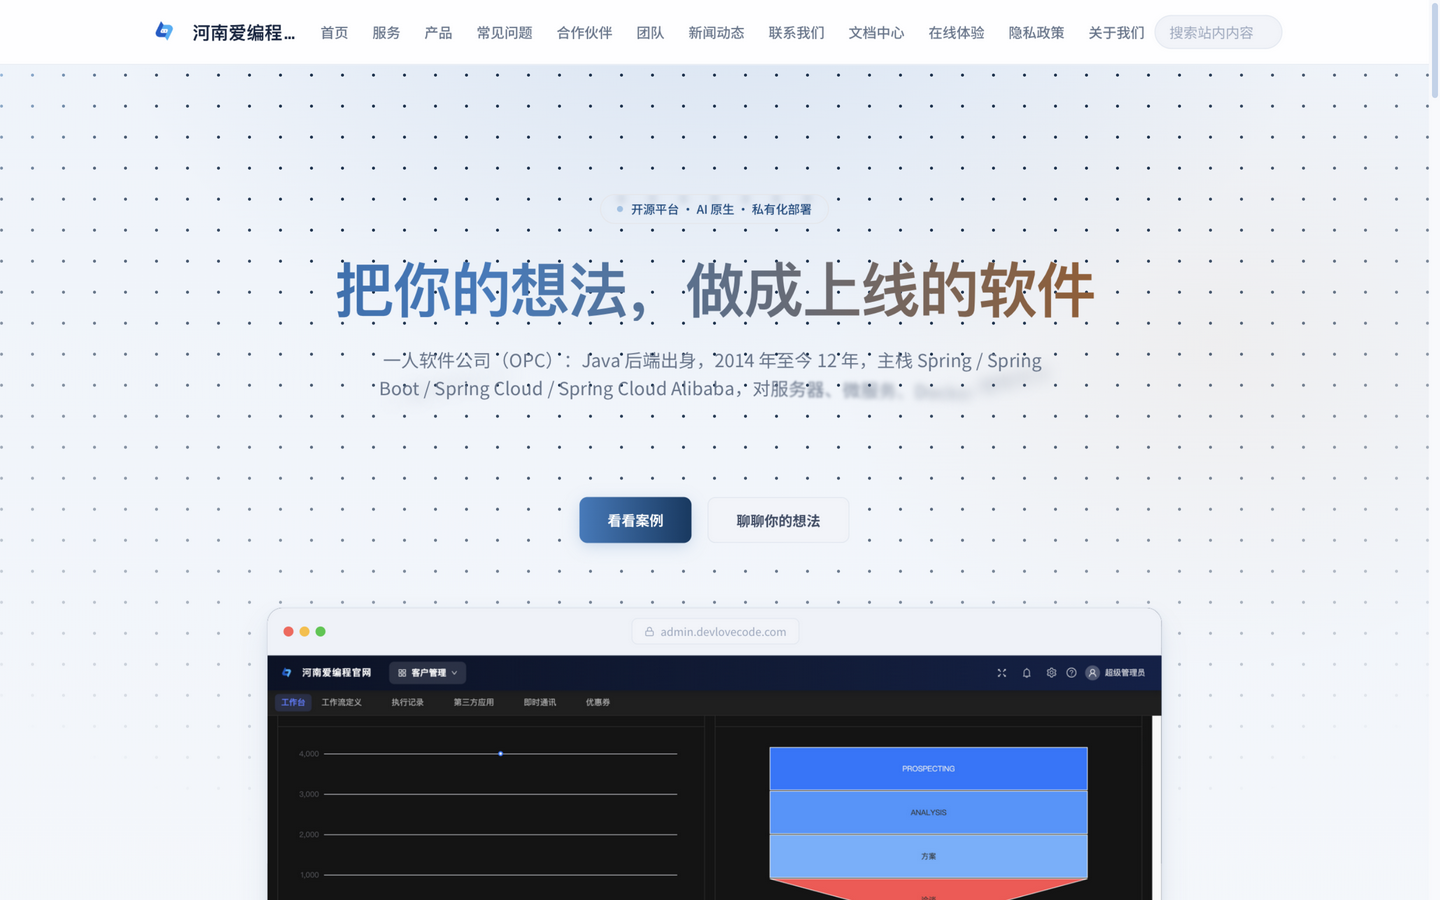 河南爱编程...
首页
服务
产品
常见问题
合作伙伴
团队
新闻动态
联系我们
文档中心
在线体验
隐私政策
关于我们
搜索站内内容
开源平台 · AI 原生 · 私有化部署
把你的想法，做成上线的软件
一人软件公司（OPC）：Java 后端出身，2014 年至今 12 年，主栈 Spring / Spring
Boot / Spring Cloud / Spring Cloud Alibaba，对服务器、微服务、
看看案例
聊聊你的想法
admin.devlovecode.com
河南爱编程官网
客户管理
超级管理员
工作台
工作流定义
执行记录
第三方应用
即时通讯
优惠券
4,000
3,000
2,000
1,000
PROSPECTING
ANALYSIS
方案